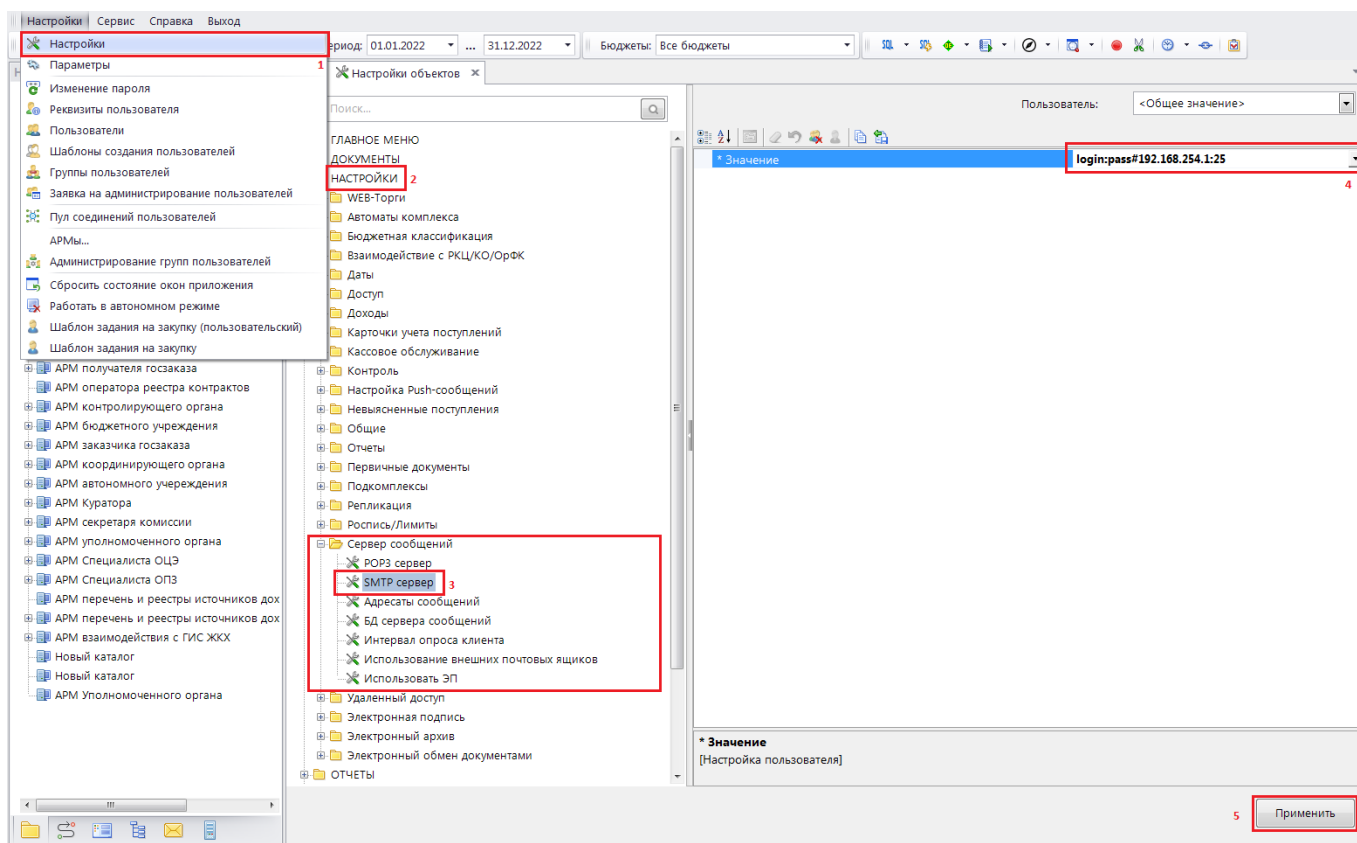 Настройки Сервис Справка Выход
Настройки
Параметры 1
Изменение пароля
Реквизиты пользователя
Пользователи
Шаблоны создания пользователей
Группы пользователей
Заявка на администрирование пользователей
Пул соединений пользователей
АРМы...
Администрирование групп пользователей
Сбросить состояние окон приложения
Работать в автономном режиме
Шаблон задания на закупку (пользовательский)
Шаблон задания на закупку
ериод: 01.01.2022 ... 31.12.2022 Бюджеты: Все бюджеты SQL SQL
Настройки объектов
Поиск...
ГЛАВНОЕ МЕНЮ
ДОКУМЕНТЫ
НАСТРОЙКИ 2
WEB-Торги
Автоматы комплекса
Бюджетная классификация
Взаимодействие с РКЦ/КО/ОрФК
Даты
Доступ
Доходы
Карточки учета поступлений
Кассовое обслуживание
Контроль
Настройка Push-сообщений
Невыясненные поступления
Общие
Отчеты
Первичные документы
Подкомплексы
Репликация
Роспись/Лимиты
Сервер сообщений
POP3 сервер
SMTP сервер 3
Адресаты сообщений
БД сервера сообщений
Интервал опроса клиента
Использование внешних почтовых ящиков
Использовать ЭП
Удаленный доступ
Электронная подпись
Электронный архив
Электронный обмен документами
ОТЧЕТЫ
АРМ получателя госзаказа
АРМ оператора реестра контрактов
АРМ контролирующего органа
АРМ бюджетного учреждения
АРМ заказчика госзаказа
АРМ координирующего органа
АРМ автономного учереждения
АРМ Куратора
АРМ секретаря комиссии
АРМ уполномоченного органа
АРМ Специалиста ОЦЭ
АРМ Специалиста ОПЗ
АРМ перечень и реестры источников дох
АРМ перечень и реестры источников дох
АРМ взаимодействия с ГИС ЖКХ
Новый каталог
Новый каталог
АРМ Уполномоченного органа
Пользователь: <Общее значение>
* Значение login:pass#192.168.254.1:25
4
* Значение
[Настройка пользователя]
5 Применить